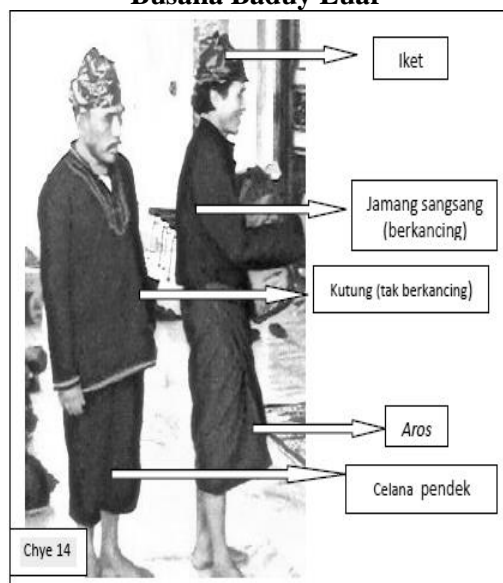 Busana Baduy Luar
Iket
Jamang sangsang
(berkancing)
Kutung (tak berkancing)
Aros
Celana pendek
Chye 14